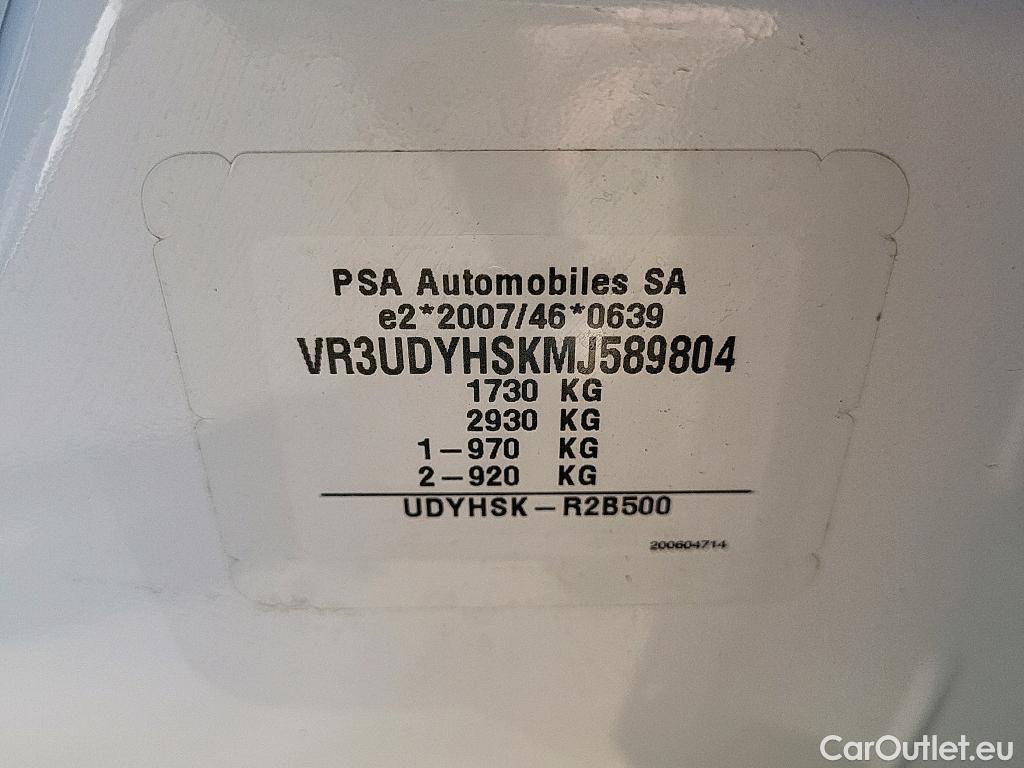 PSA Automobiles SA
e2*2007/46*0639
VR3UDYHSKMJ589804
1730 KG
2930 KG
1-970 KG
2-920 KG
UDYHSK-R2B500
200604714
CarOutlet.eu